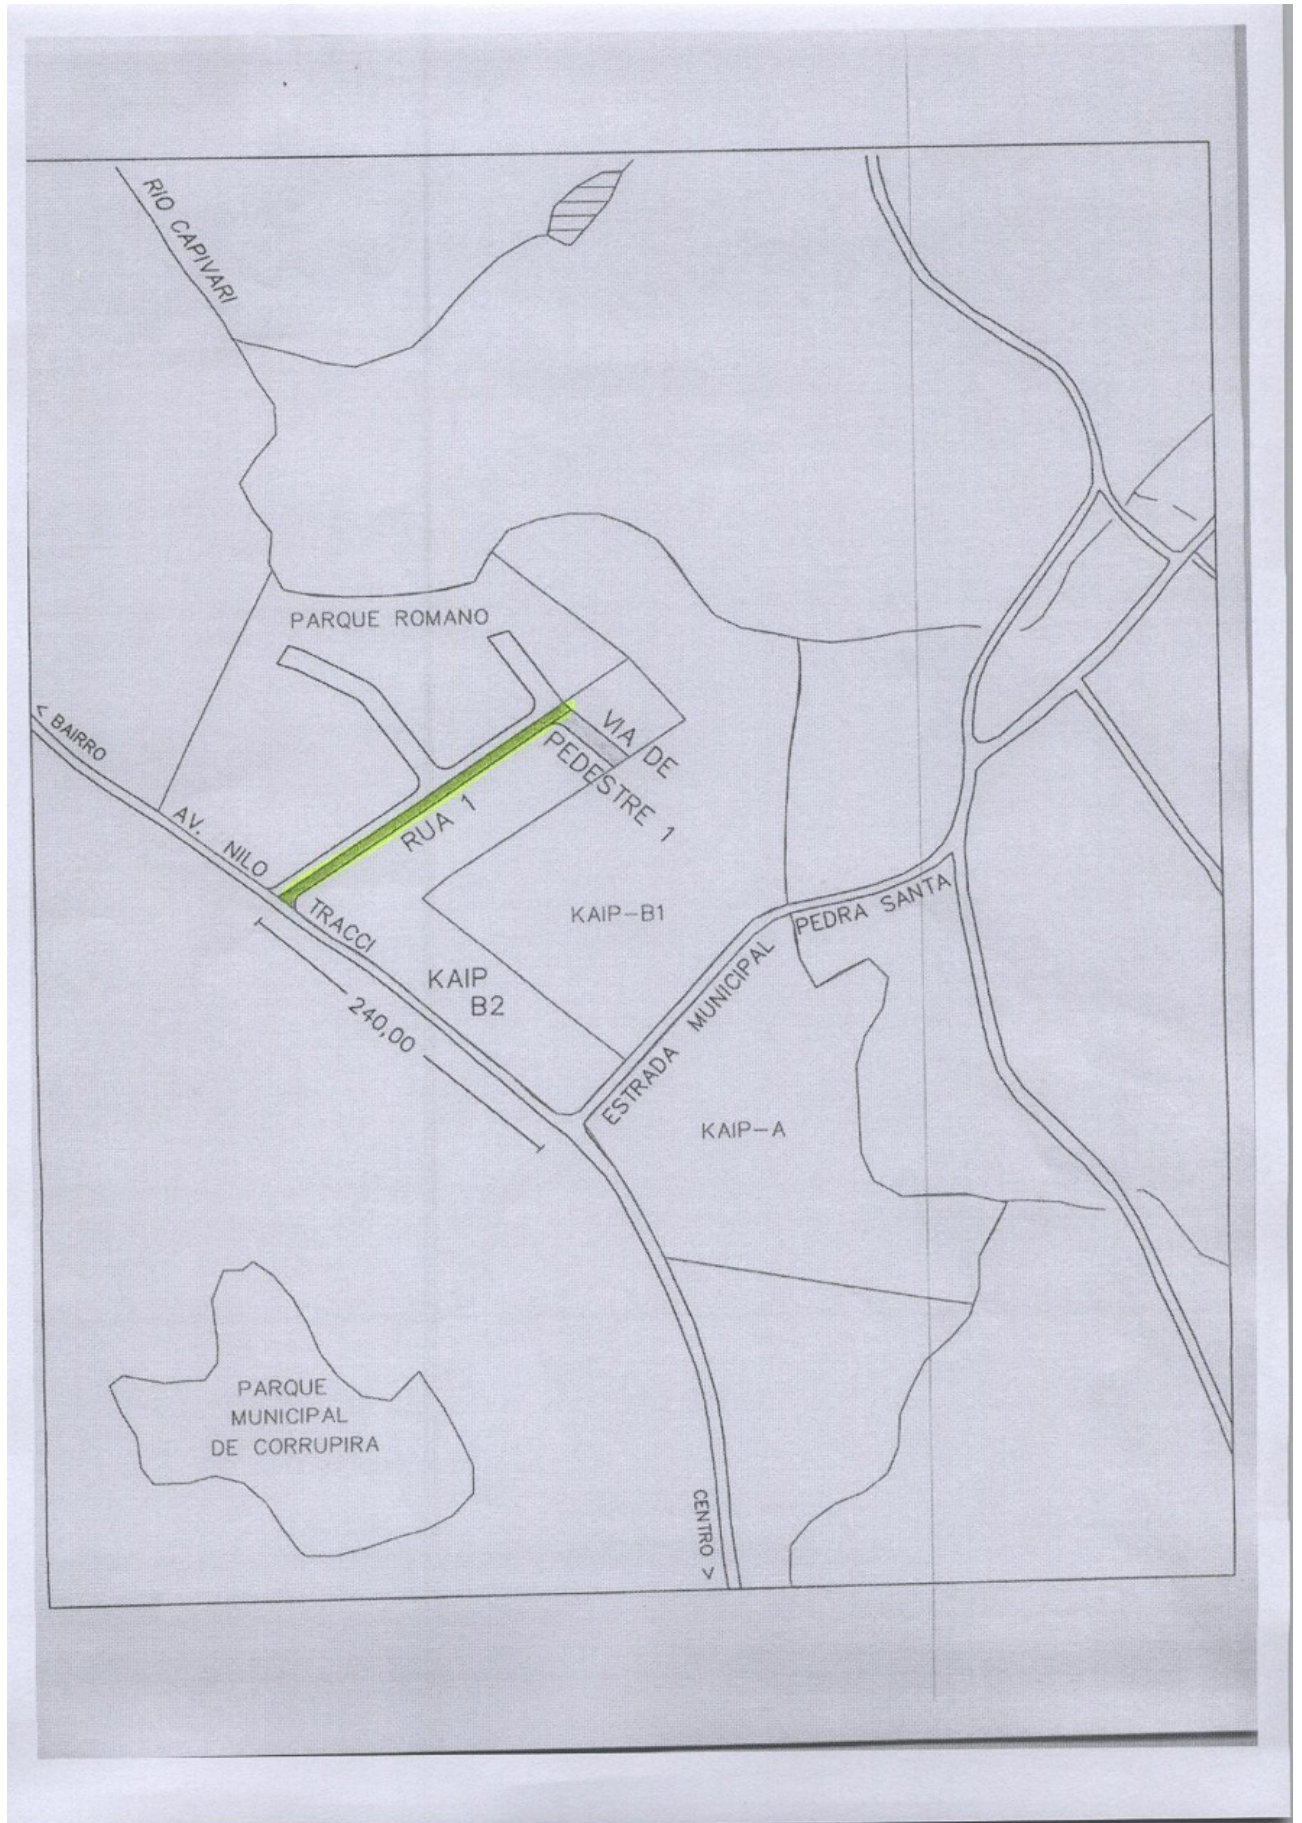 RIO CAPIVARI
PARQUE ROMANO
< BAIRRO
VIA DE
PEDESTRE 1
RUA 1
AV. NILO TRACCI
KAIP-B1
PEDRA SANTA
KAIP
B2
240,00
ESTRADA MUNICIPAL
KAIP-A
PARQUE
MUNICIPAL
DE CORRUPIRA
CENTRO >